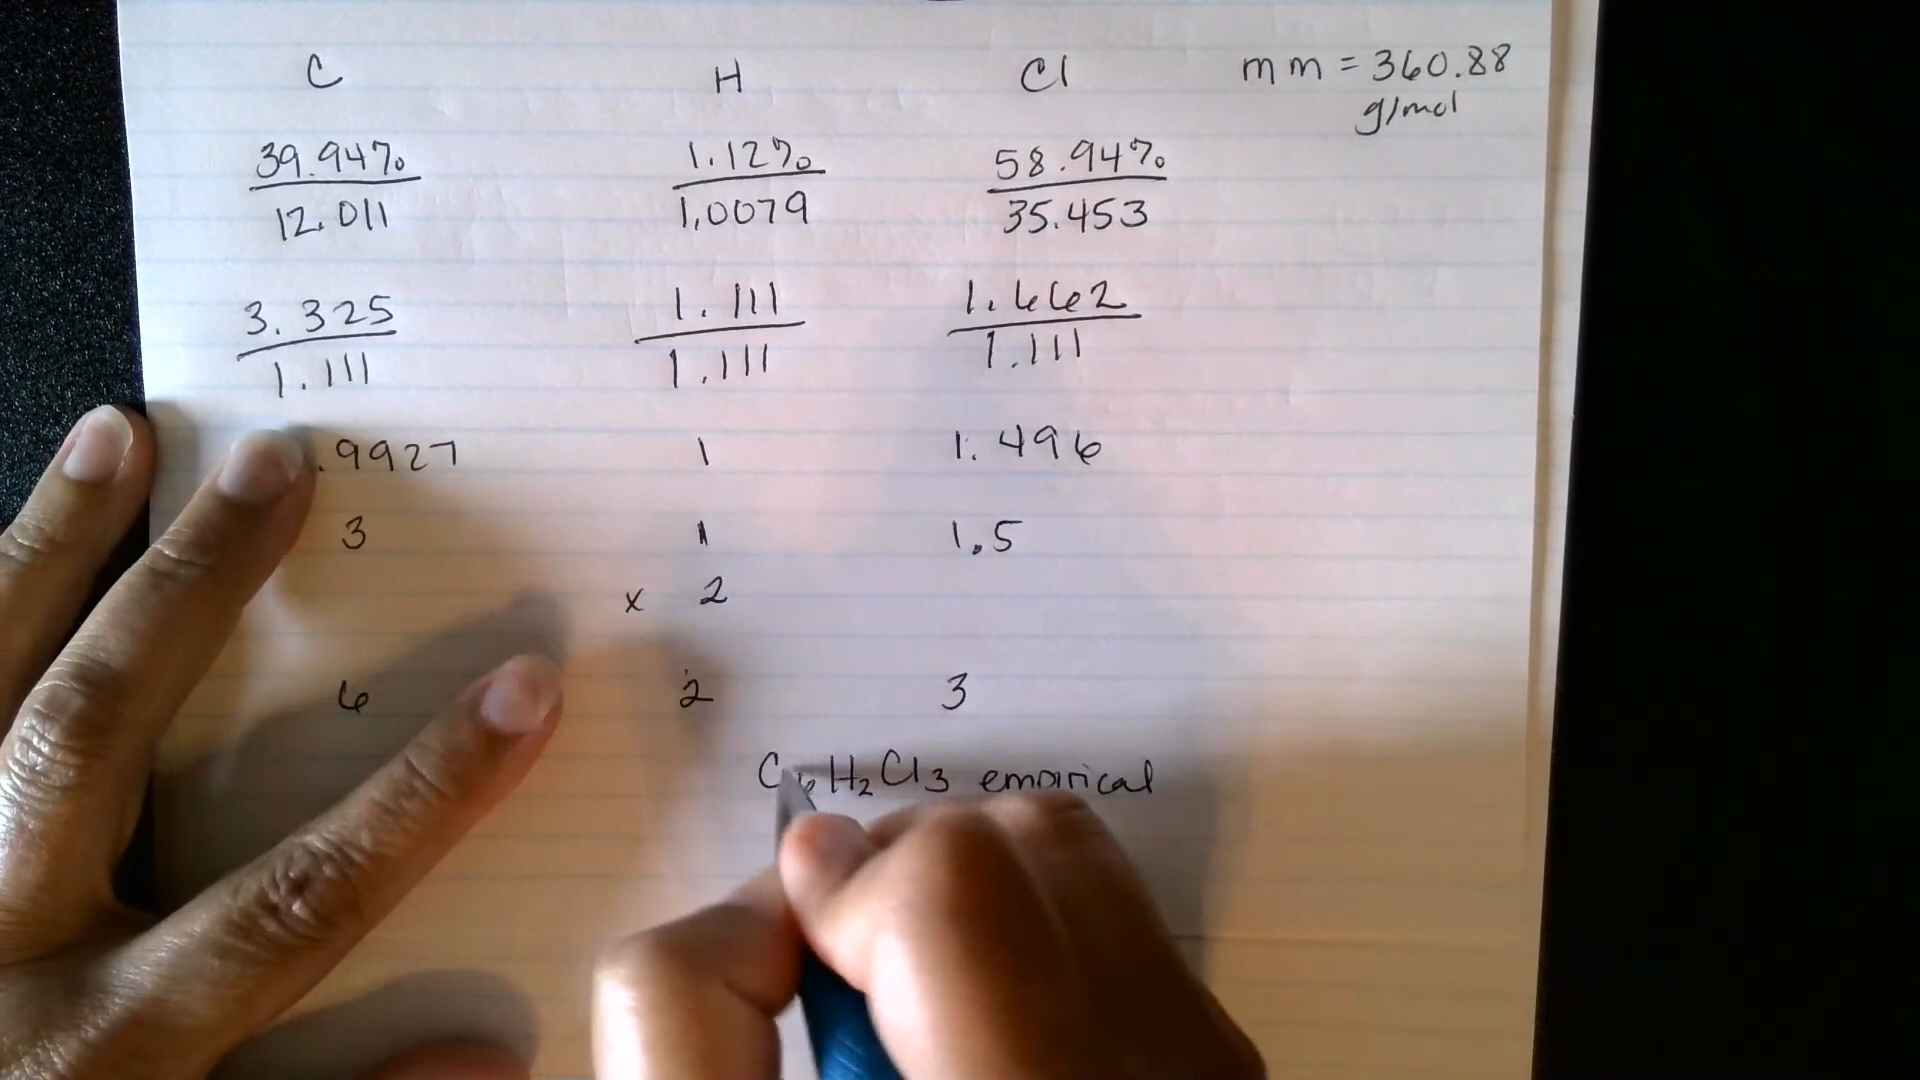 C H Cl mm = 360.88
g/mol
39.94% 1.12% 58.94%
12.011 1.0079 35.453
3.325 1.111 1.662
1.111 1.111 1.111
.9927 1 1.496
3 1 1.5
x 2
6 2 3
C6H2Cl3 empirical